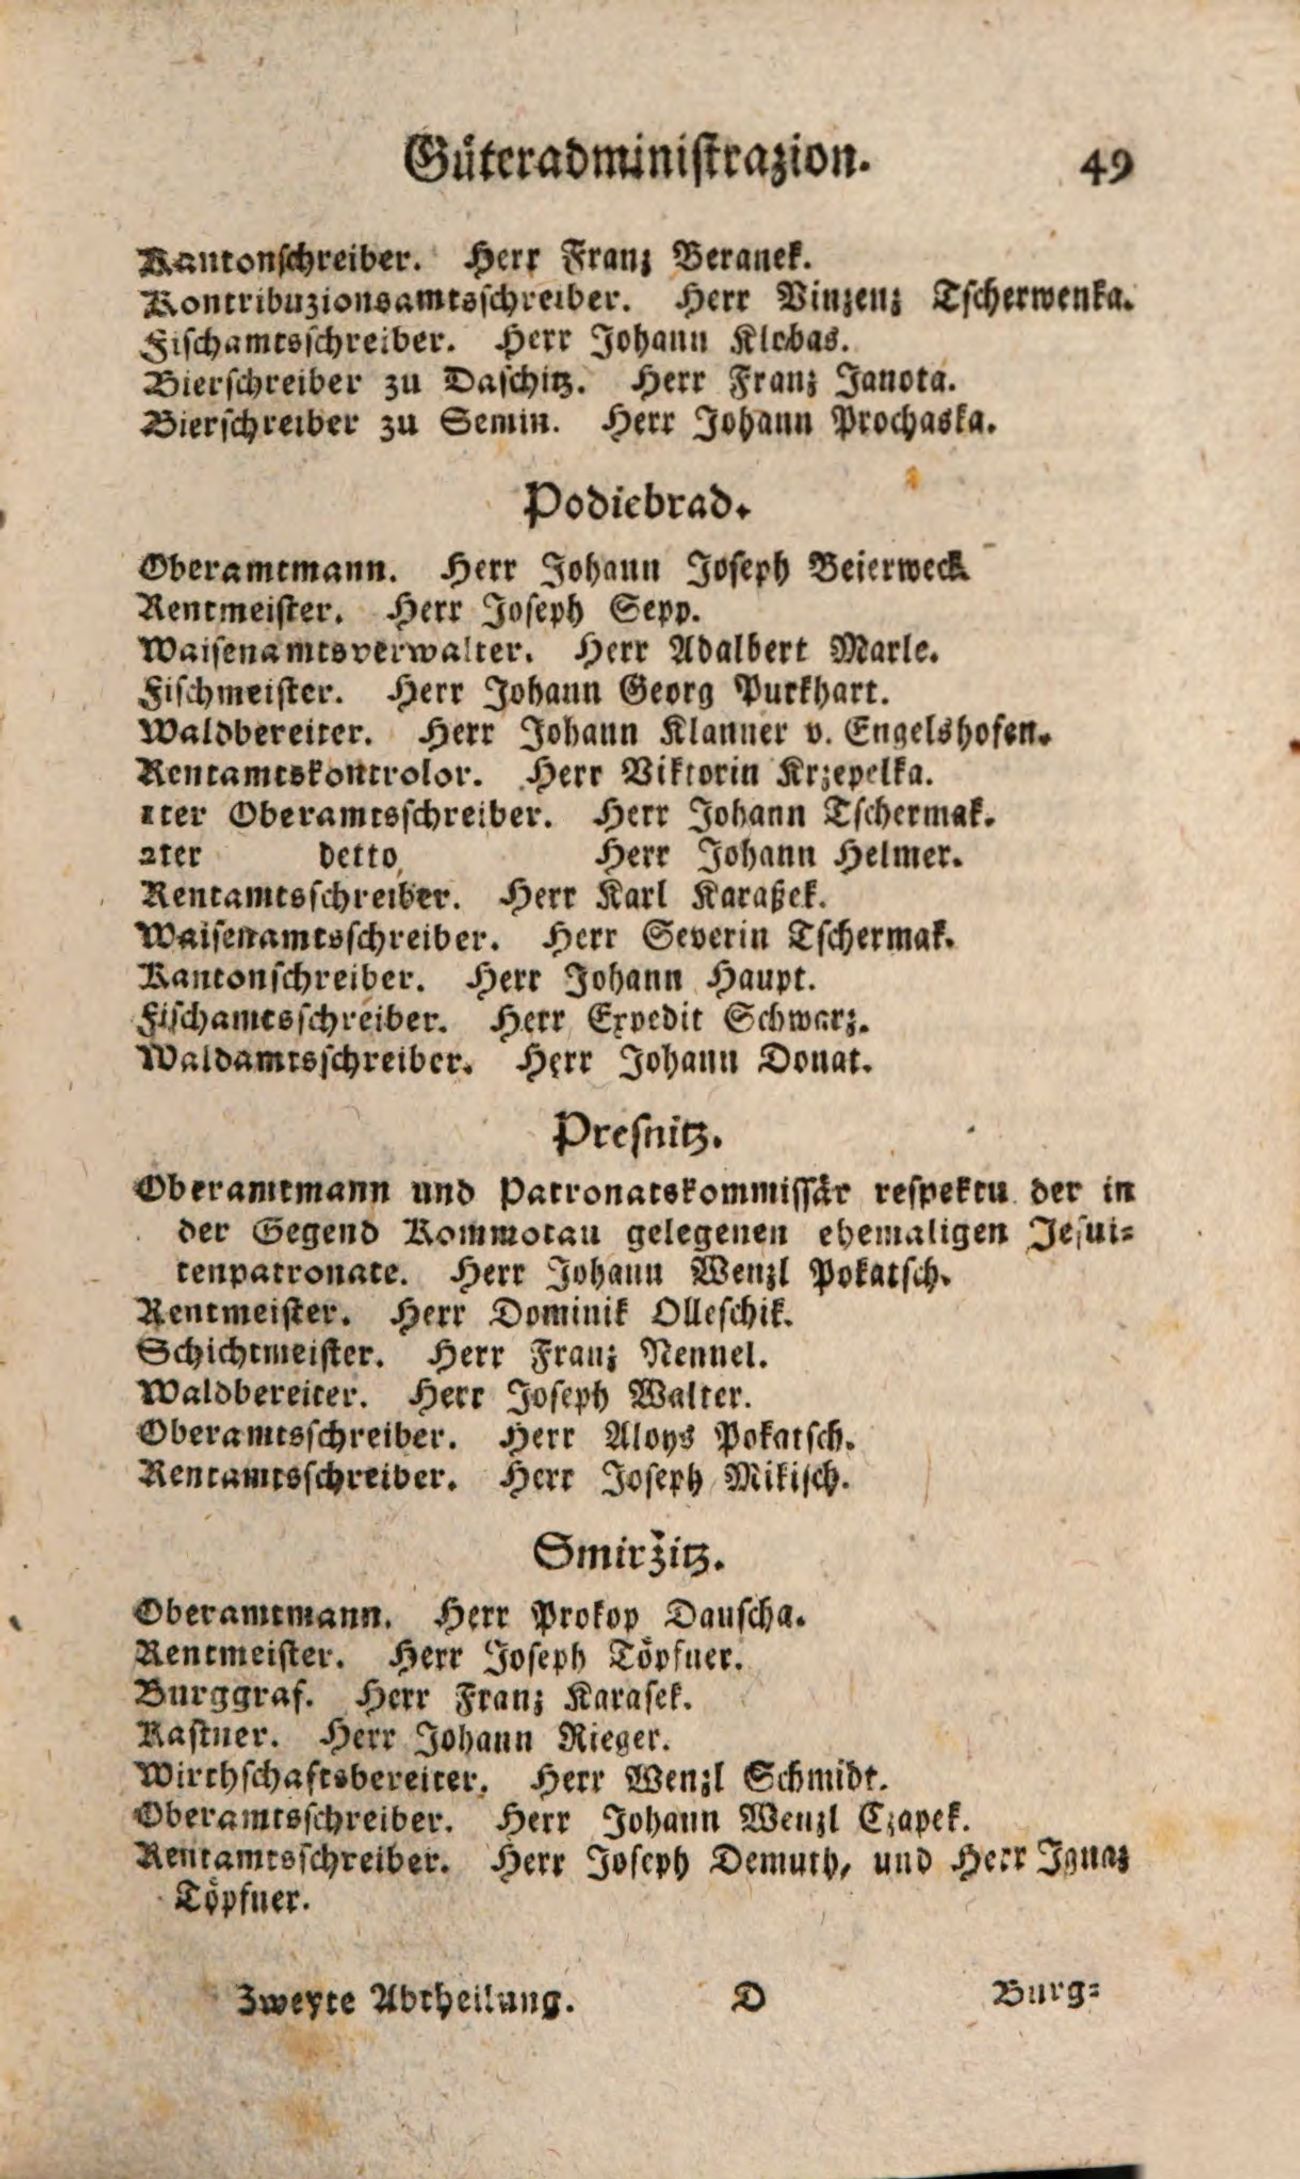 Güteradministrazion. 49
Kantonschreiber. Herr Franz Beranek.
Kontribuzionsamtsschreiber. Herr Vinzenz Tscherwenka.
Fischamtsschreiber. Herr Johann Klobas.
Bierschreiber zu Daschitz. Herr Franz Janota.
Bierschreiber zu Semin. Herr Johann Prochaska.
Podiebrad.
Oberamtmann. Herr Johann Joseph Beierweck
Rentmeister. Herr Joseph Sepp.
Waisenamtsverwalter. Herr Adalbert Marle.
Fischmeister. Herr Johann Georg Purkhart.
Waldbereiter. Herr Johann Klanner v. Engelshofen.
Rentamtskontrolor. Herr Viktorin Krzepelka.
1ter Oberamtsschreiber. Herr Johann Tschermak.
2ter detto, Herr Johann Helmer.
Rentamtsschreiber. Herr Karl Karaßek.
Waisenamtsschreiber. Herr Severin Tschermak.
Kantonschreiber. Herr Johann Haupt.
Fischamtsschreiber. Herr Expedit Schwarz.
Waldamtsschreiber. Herr Johann Donat.
Presnitz.
Oberamtmann und Patronatskommissär respektu der in
der Gegend Kommotau gelegenen ehemaligen Jesui-
tenpatronate. Herr Johann Wenzl Pokatsch.
Rentmeister. Herr Dominik Olleschik.
Schichtmeister. Herr Franz Nennel.
Waldbereiter. Herr Joseph Walter.
Oberamtsschreiber. Herr Aloys Pokatsch.
Rentamtsschreiber. Herr Joseph Mikisch.
Smiržitz.
Oberamtmann. Herr Prokop Dauscha.
Rentmeister. Herr Joseph Töpfner.
Burggraf. Herr Franz Karasek.
Kastner. Herr Johann Rieger.
Wirthschaftsbereiter. Herr Wenzl Schmidt.
Oberamtsschreiber. Herr Johann Wenzl Czapek.
Rentamtsschreiber. Herr Joseph Demuth, und Herr Ignaz
Töpfner.
Zweyte Abtheilung. D Burg-